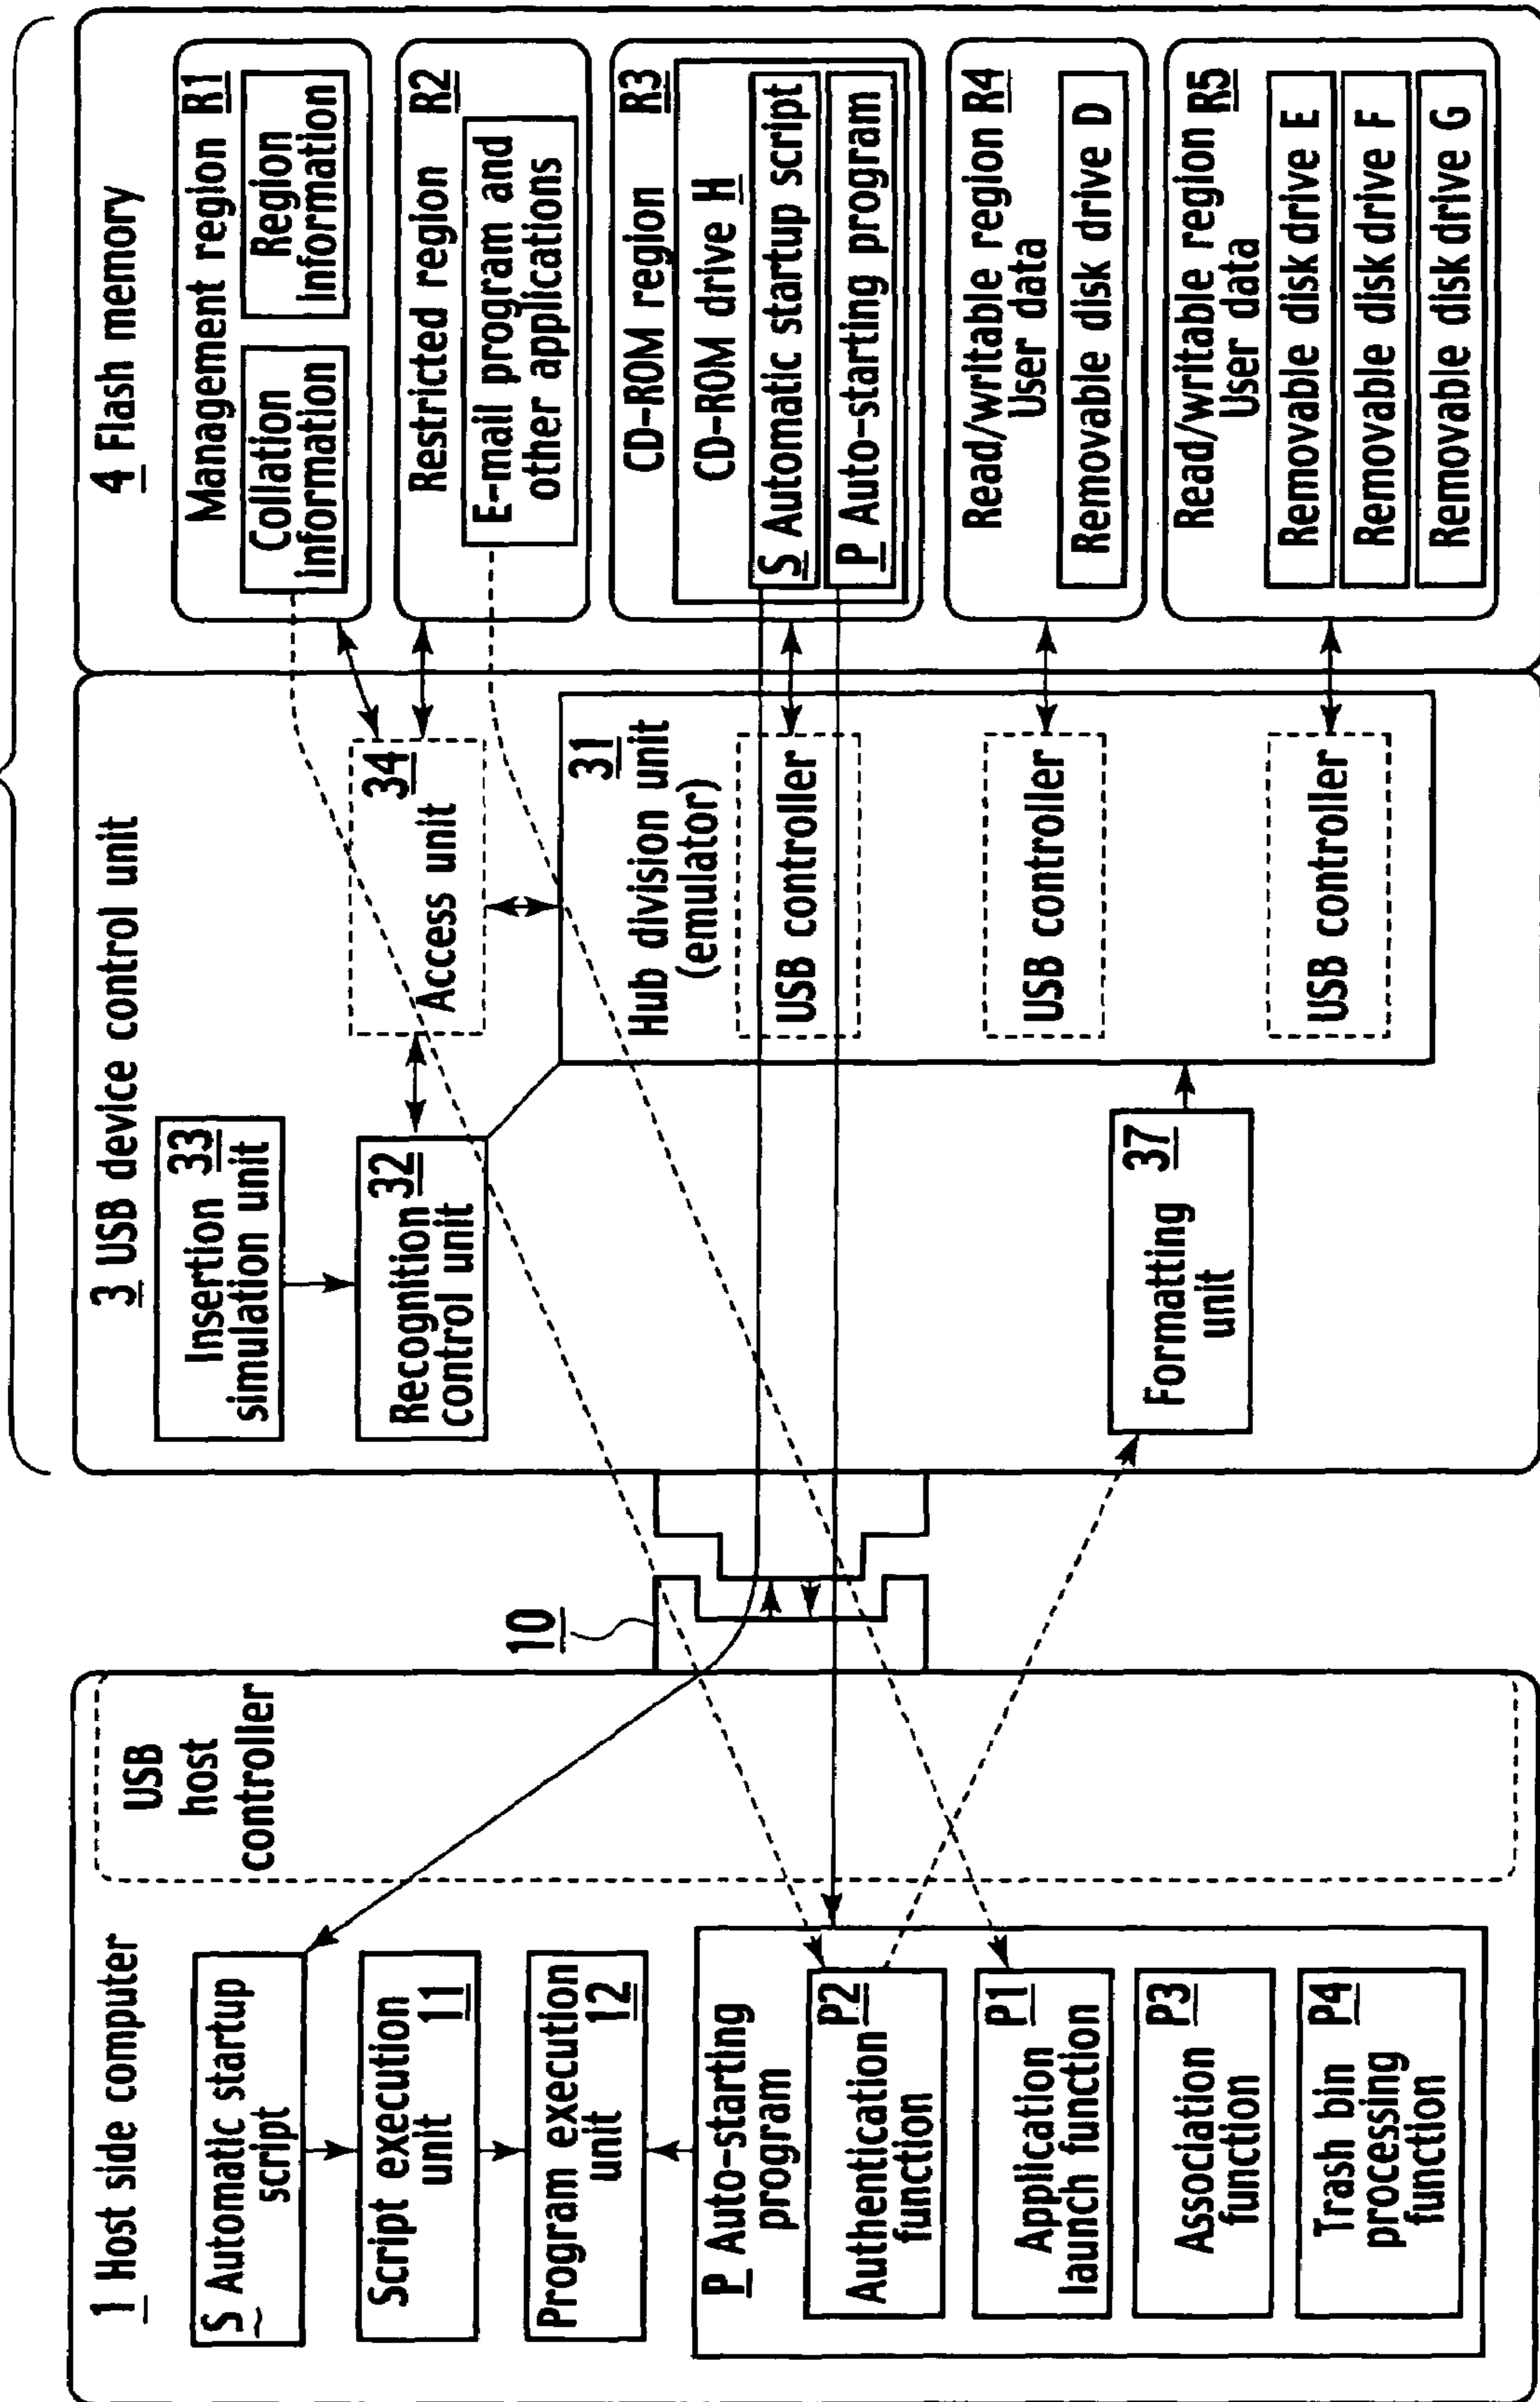 1 Host side computer
S Automatic startup
script
Script execution
unit 11
Program execution
unit 12
P Auto-starting
program
Authentication P2
function
Application P1
launch function
Association P3
function
Trash bin P4
processing
function
USB
host
controller
10
3 USB device control unit
Insertion 33
simulation unit
Recognition 32
control unit
34
Access unit
31
Hub division unit
(emulator)
USB controller
USB controller
USB controller
Formatting 37
unit
4 Flash memory
Management region R1
Collation
information
Region
information
Restricted region R2
E-mail program and
other applications
CD-ROM region R3
CD-ROM drive H
S Automatic startup script
P Auto-starting program
Read/writable region R4
User data
Removable disk drive D
Read/writable region R5
User data
Removable disk drive E
Removable disk drive F
Removable disk drive G